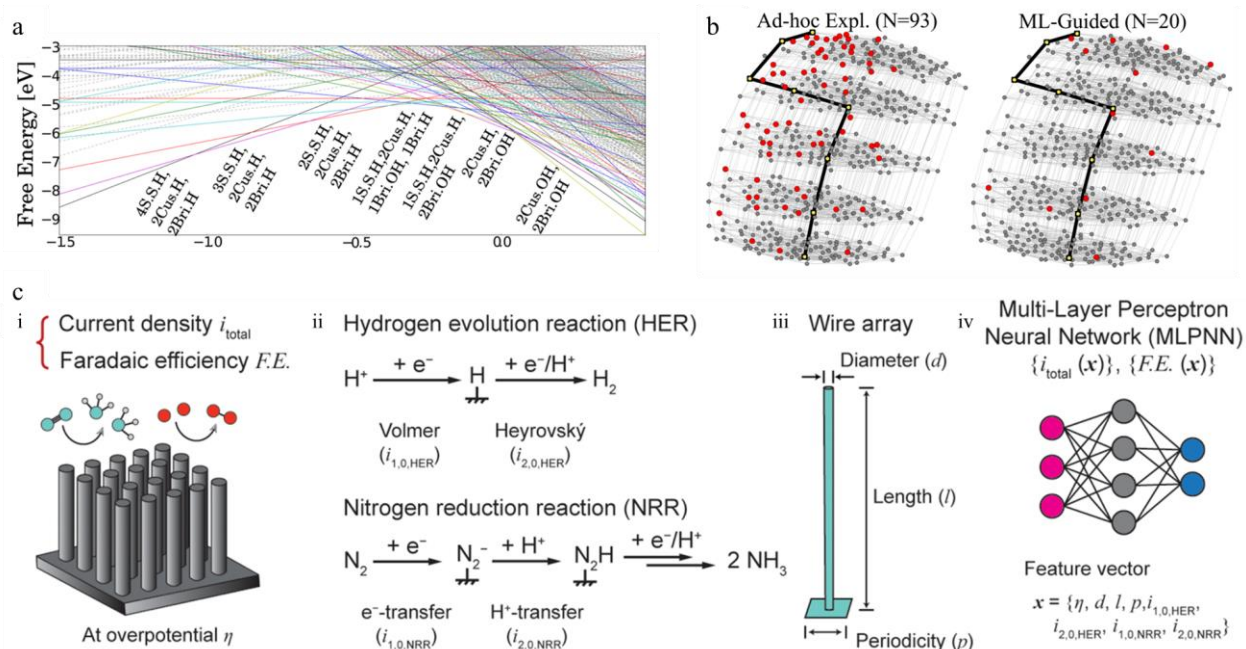 a
Free Energy [eV]
−3
−4
−5
−6
−7
−8
−9
4S.S.H,
2Cus.H,
2Bri.H
3S.S.H,
2Cus.H,
2Bri.H
2S.S.H,
2Cus.H,
2Bri.H
1S.S.H,2Cus.H,
1Bri.OH, 1Bri.H
1S.S.H,2Cus.H,
2Bri.OH
2Cus.H,
2Bri.OH
2Cus.OH,
2Bri.OH
−1.5
−1.0
−0.5
0.0
b
Ad-hoc Expl. (N=93)
ML-Guided (N=20)
c
i
Current density i_total
Faradaic efficiency F.E.
At overpotential η
ii
Hydrogen evolution reaction (HER)
H⁺ + e⁻ H + e⁻/H⁺ H₂
Volmer
(i_1,0,HER)
Heyrovský
(i_2,0,HER)
Nitrogen reduction reaction (NRR)
N₂ + e⁻ N₂⁻ + H⁺ N₂H + e⁻/H⁺ 2 NH₃
e⁻-transfer
(i_1,0,NRR)
H⁺-transfer
(i_2,0,NRR)
iii
Wire array
Diameter (d)
Length (l)
Periodicity (p)
iv
Multi-Layer Perceptron
Neural Network (MLPNN)
{i_total (x)}, {F.E. (x)}
Feature vector
x = {η, d, l, p,i_1,0,HER,
i_2,0,HER, i_1,0,NRR, i_2,0,NRR}